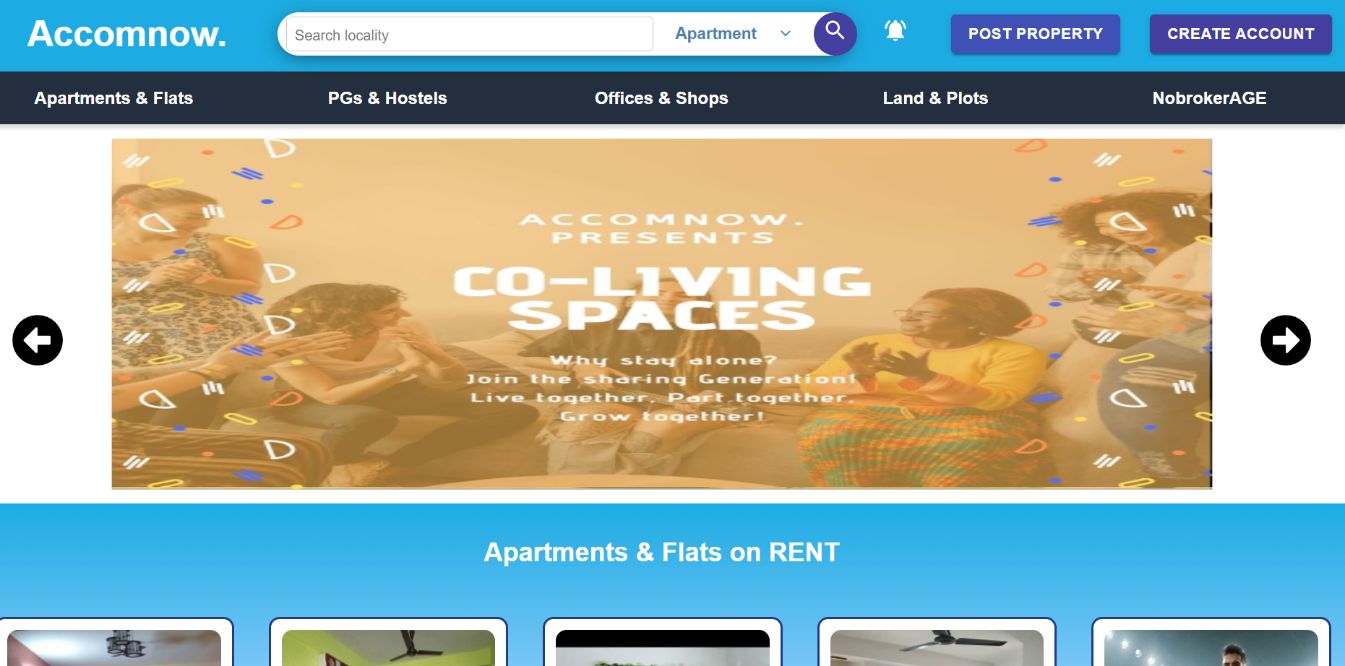 Accomnow.
Search locality
Apartment
POST PROPERTY
CREATE ACCOUNT
Apartments & Flats
PGs & Hostels
Offices & Shops
Land & Plots
NobrokerAGE
ACCOMNOW.
PRESENTS
CO-LIVING
SPACES
Why stay alone?
Join the sharing Generation!
Live together, Part together,
Grow together!
Apartments & Flats on RENT